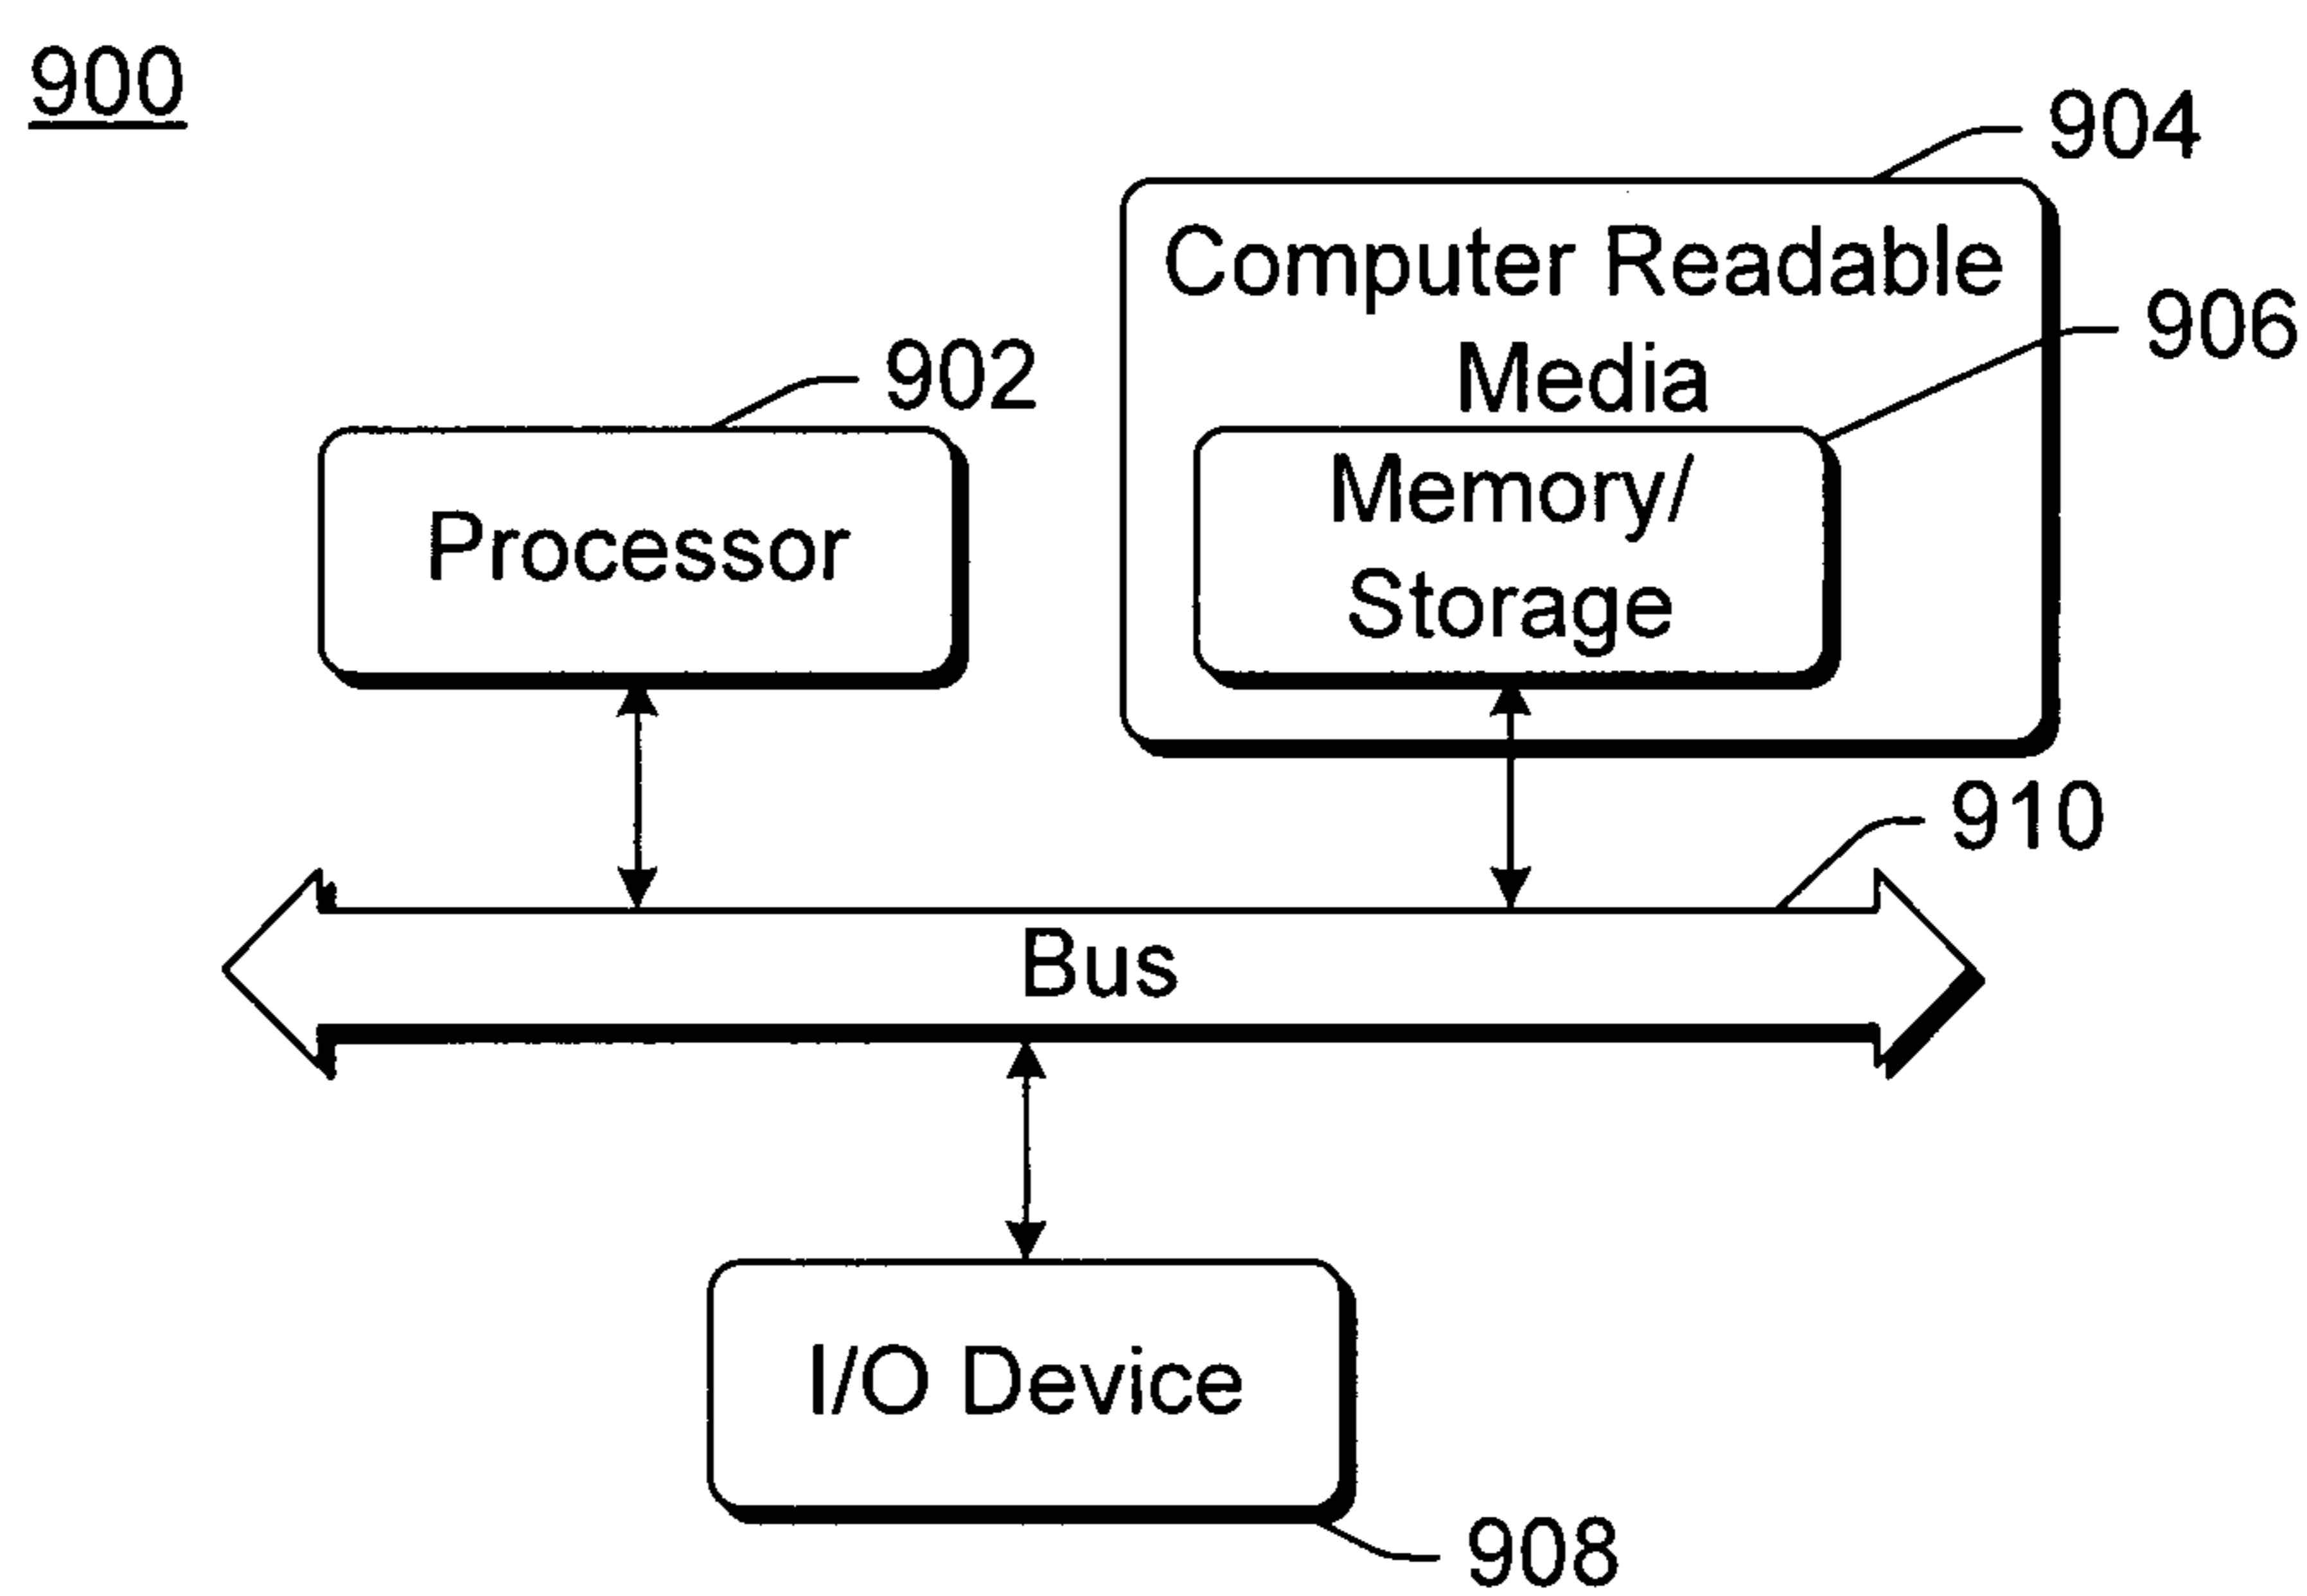 900
904
Computer Readable
Media
906
902
Processor
Memory/
Storage
910
Bus
I/O Device
908